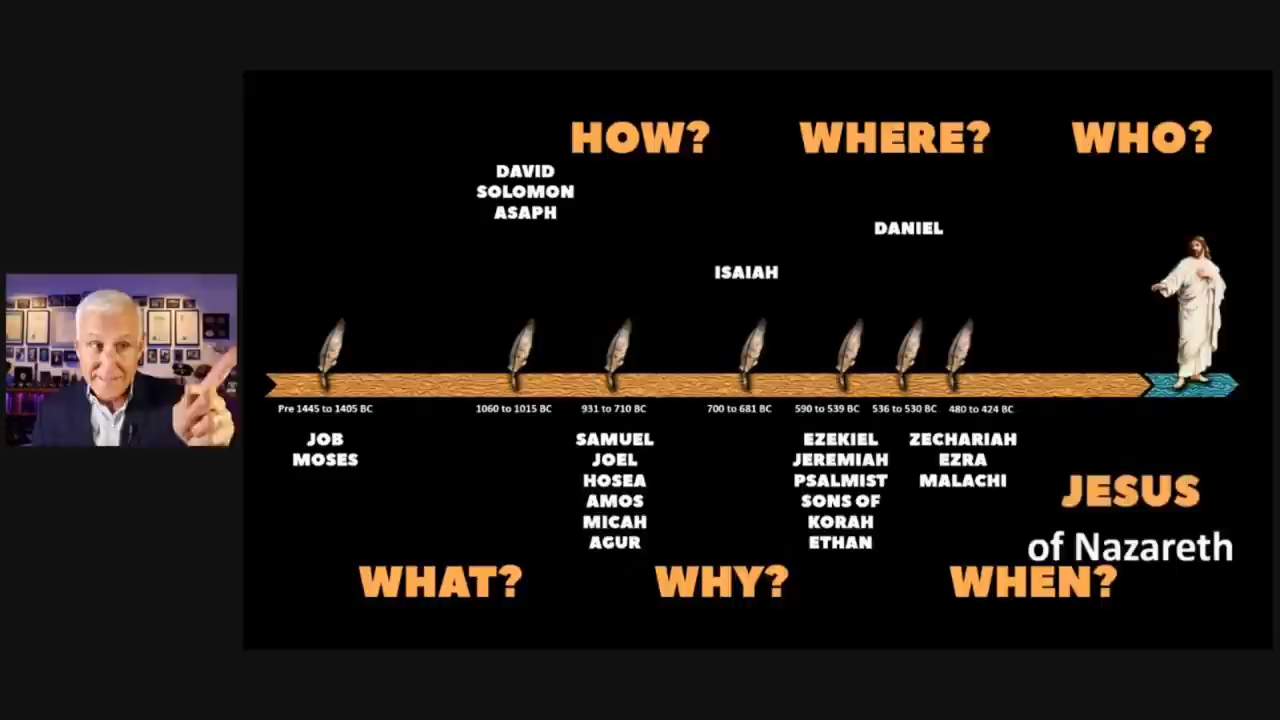 HOW?
WHERE?
WHO?
DAVID
SOLOMON
ASAPH
DANIEL
ISAIAH
Pre 1445 to 1405 BC
1060 to 1015 BC
931 to 710 BC
700 to 681 BC
590 to 539 BC
536 to 530 BC
480 to 424 BC
JOB
MOSES
SAMUEL
JOEL
HOSEA
AMOS
MICAH
AGUR
EZEKIEL
JEREMIAH
PSALMIST
SONS OF
KORAH
ETHAN
ZECHARIAH
EZRA
MALACHI
JESUS
of Nazareth
WHAT?
WHY?
WHEN?